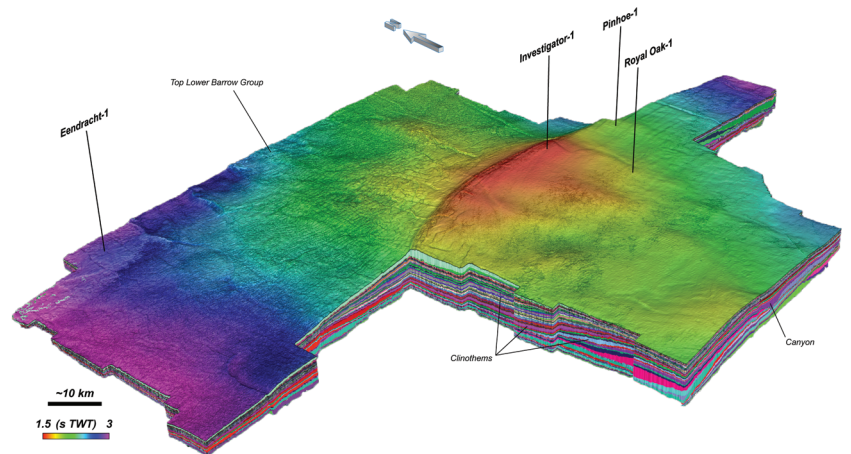 Pinhoe-1
Investigator-1
Royal Oak-1
Top Lower Barrow Group
Eendracht-1
Clinothems
Canyon
~10 km
1.5 (s TWT) 3